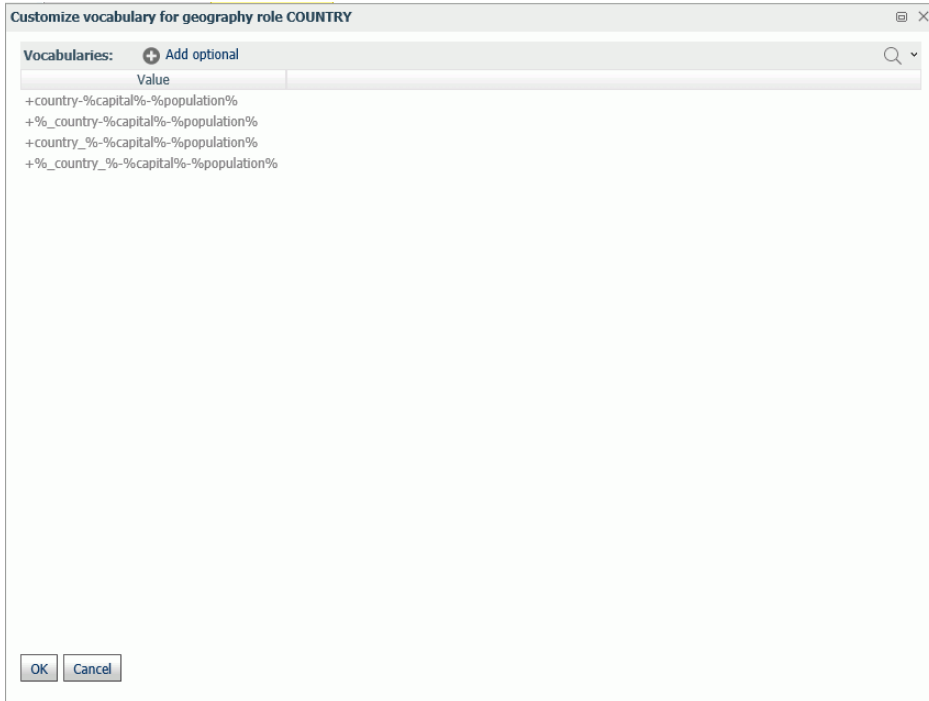 Customize vocabulary for geography role COUNTRY
Vocabularies: Add optional
Value
+country-%capital%-%population%
+%_country-%capital%-%population%
+country_%-%capital%-%population%
+%_country_%-%capital%-%population%
OK Cancel